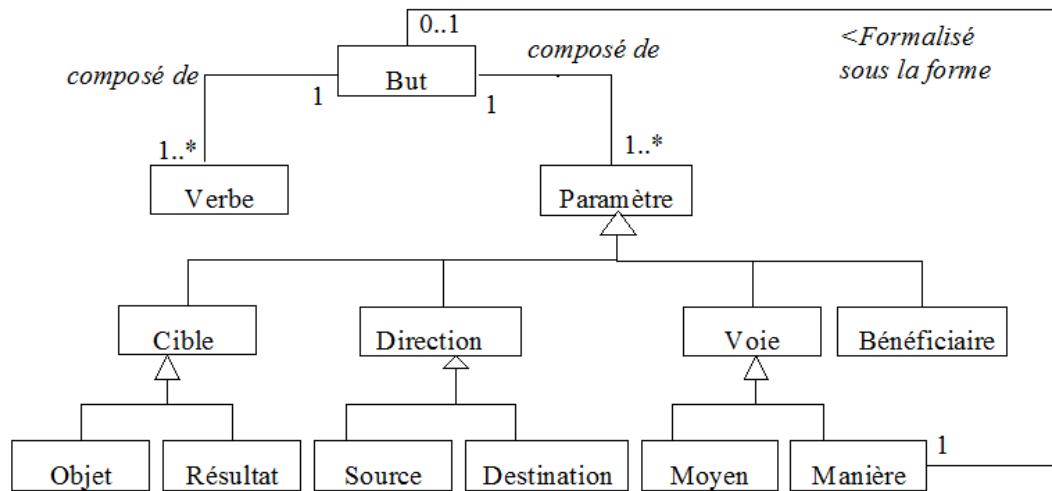 0..1
<Formalisé
sous la forme
composé de
composé de
But
1
1
1..*
1..*
Verbe
Paramètre
Cible
Direction
Voie
Bénéficiaire
Objet
Résultat
Source
Destination
Moyen
Manière
1